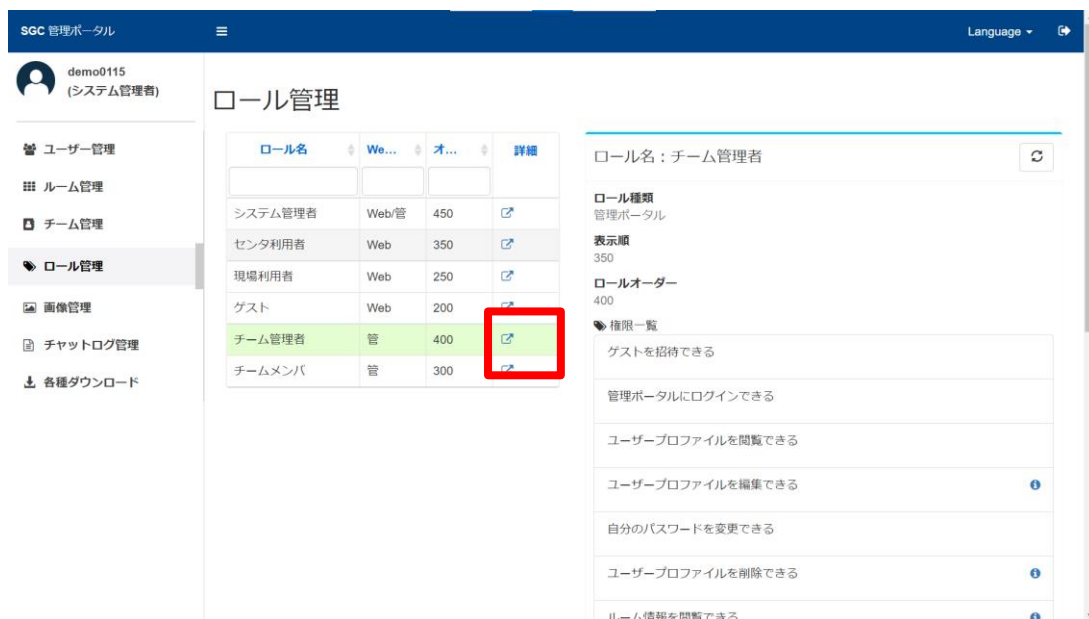 SGC 管理ポータル
Language
demo0115
(システム管理者)
ユーザー管理
ルーム管理
チーム管理
ロール管理
画像管理
チャットログ管理
各種ダウンロード
ロール管理
ロール名 We... オ... 詳細
システム管理者 Web/管 450
センタ利用者 Web 350
現場利用者 Web 250
ゲスト Web 200
チーム管理者 管 400
チームメンバ 管 300
ロール名：チーム管理者
ロール種類
管理ポータル
表示順
350
ロールオーダー
400
権限一覧
ゲストを招待できる
管理ポータルにログインできる
ユーザープロファイルを閲覧できる
ユーザープロファイルを編集できる
自分のパスワードを変更できる
ユーザープロファイルを削除できる
ルーム情報を閲覧できる